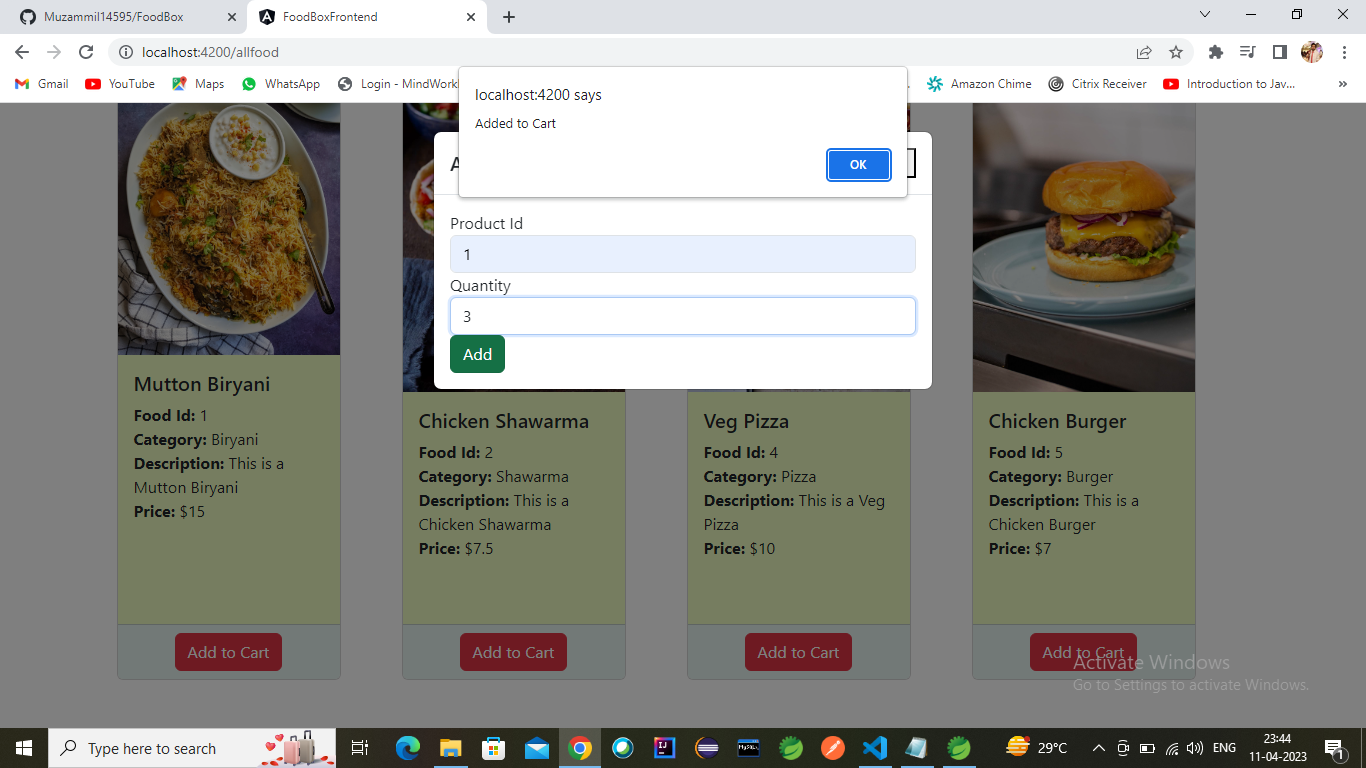 Muzammil14595/FoodBox
FoodBoxFrontend
localhost:4200/allfood
Gmail
YouTube
Maps
WhatsApp
Login - MindWork
Amazon Chime
Citrix Receiver
Introduction to Jav...
localhost:4200 says
Added to Cart
OK
A
Product Id
1
Quantity
3
Add
Mutton Biryani
Food Id: 1
Category: Biryani
Description: This is a
Mutton Biryani
Price: $15
Add to Cart
Chicken Shawarma
Food Id: 2
Category: Shawarma
Description: This is a
Chicken Shawarma
Price: $7.5
Add to Cart
Veg Pizza
Food Id: 4
Category: Pizza
Description: This is a Veg
Pizza
Price: $10
Add to Cart
Chicken Burger
Food Id: 5
Category: Burger
Description: This is a
Chicken Burger
Price: $7
Add to Cart
Activate Windows
Go to Settings to activate Windows.
Type here to search
IJ
MySQL
29°C
ENG
23:44
11-04-2023
1